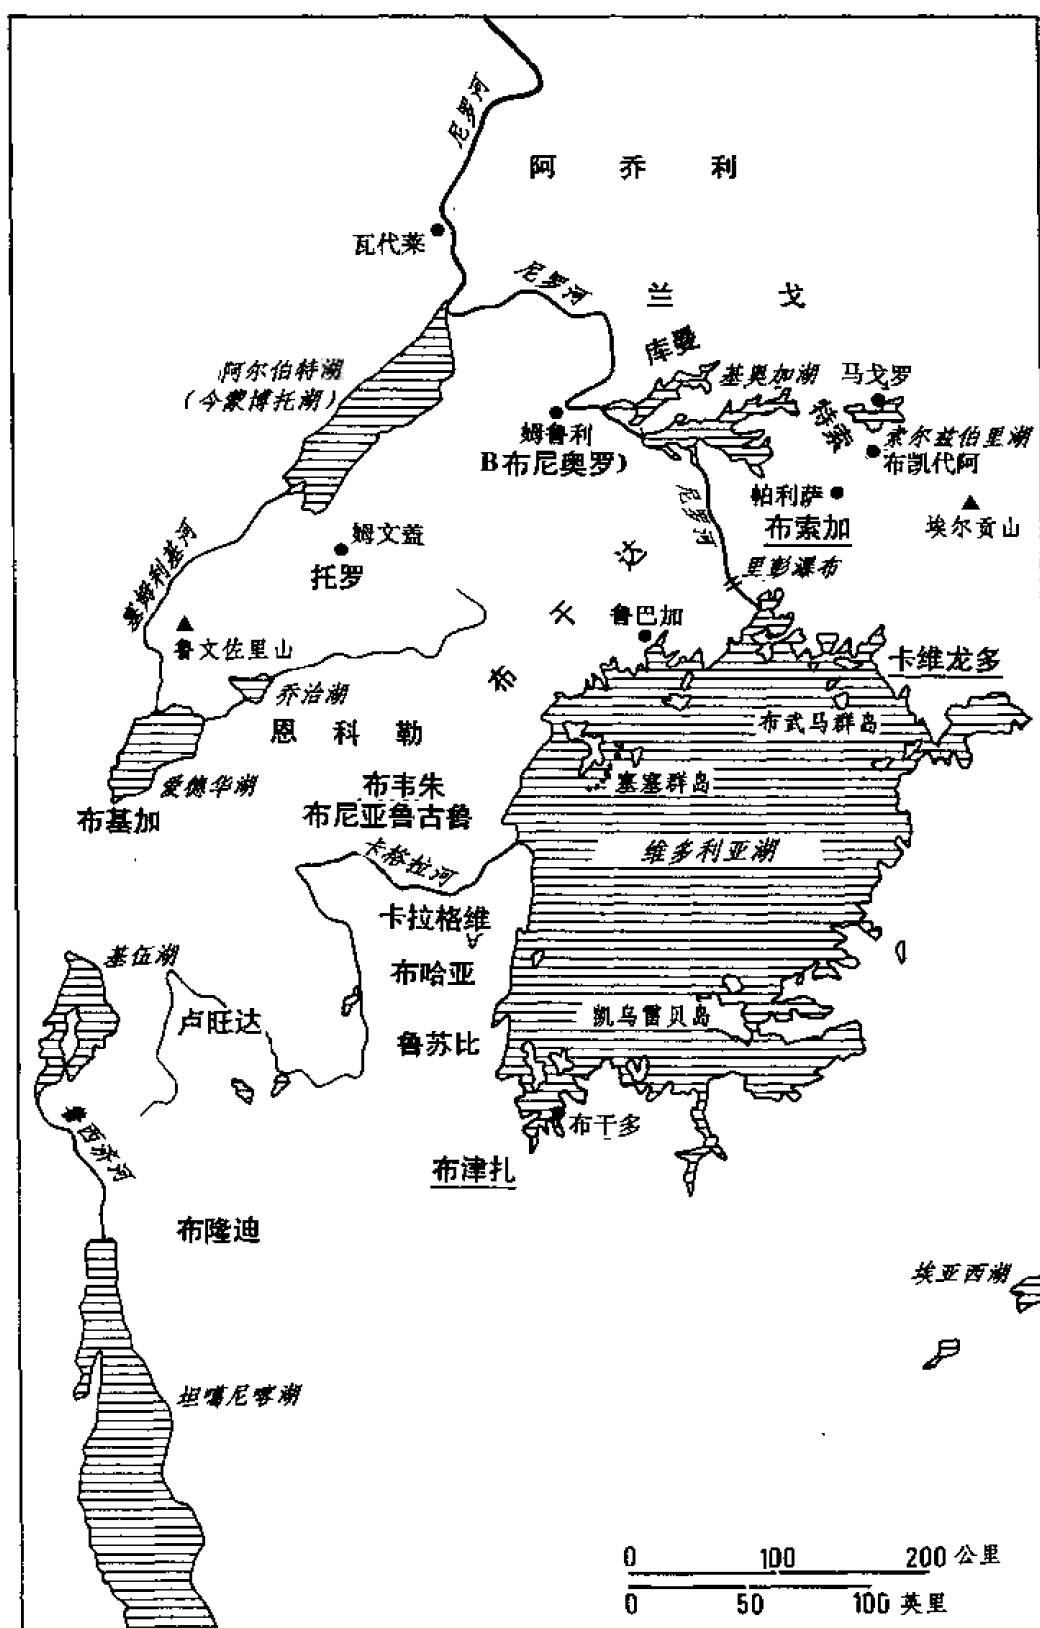 尼罗河
阿乔利
瓦代莱
尼罗河
兰戈
库曼
阿尔伯特湖
（今蒙博托湖）
基奥加湖
马戈罗
特索
姆鲁利
B布尼奥罗)
索尔兹伯里湖
布凯代阿
帕利萨
布索加
埃尔贡山
尼罗河
姆文盖
托罗
塞姆利基河
里彭瀑布
布干达
鲁巴加
鲁文佐里山
卡维龙多
乔治湖
恩科勒
布武马群岛
爱德华湖
布韦朱
塞塞群岛
布基加
布尼亚鲁古鲁
卡格拉河
维多利亚湖
卡拉格维
基伍湖
布哈亚
卢旺达
凯乌雷贝岛
鲁苏比
鲁西济河
布干多
布津扎
布隆迪
埃亚西湖
坦噶尼喀湖
0 100 200 公里
0 50 100 英里